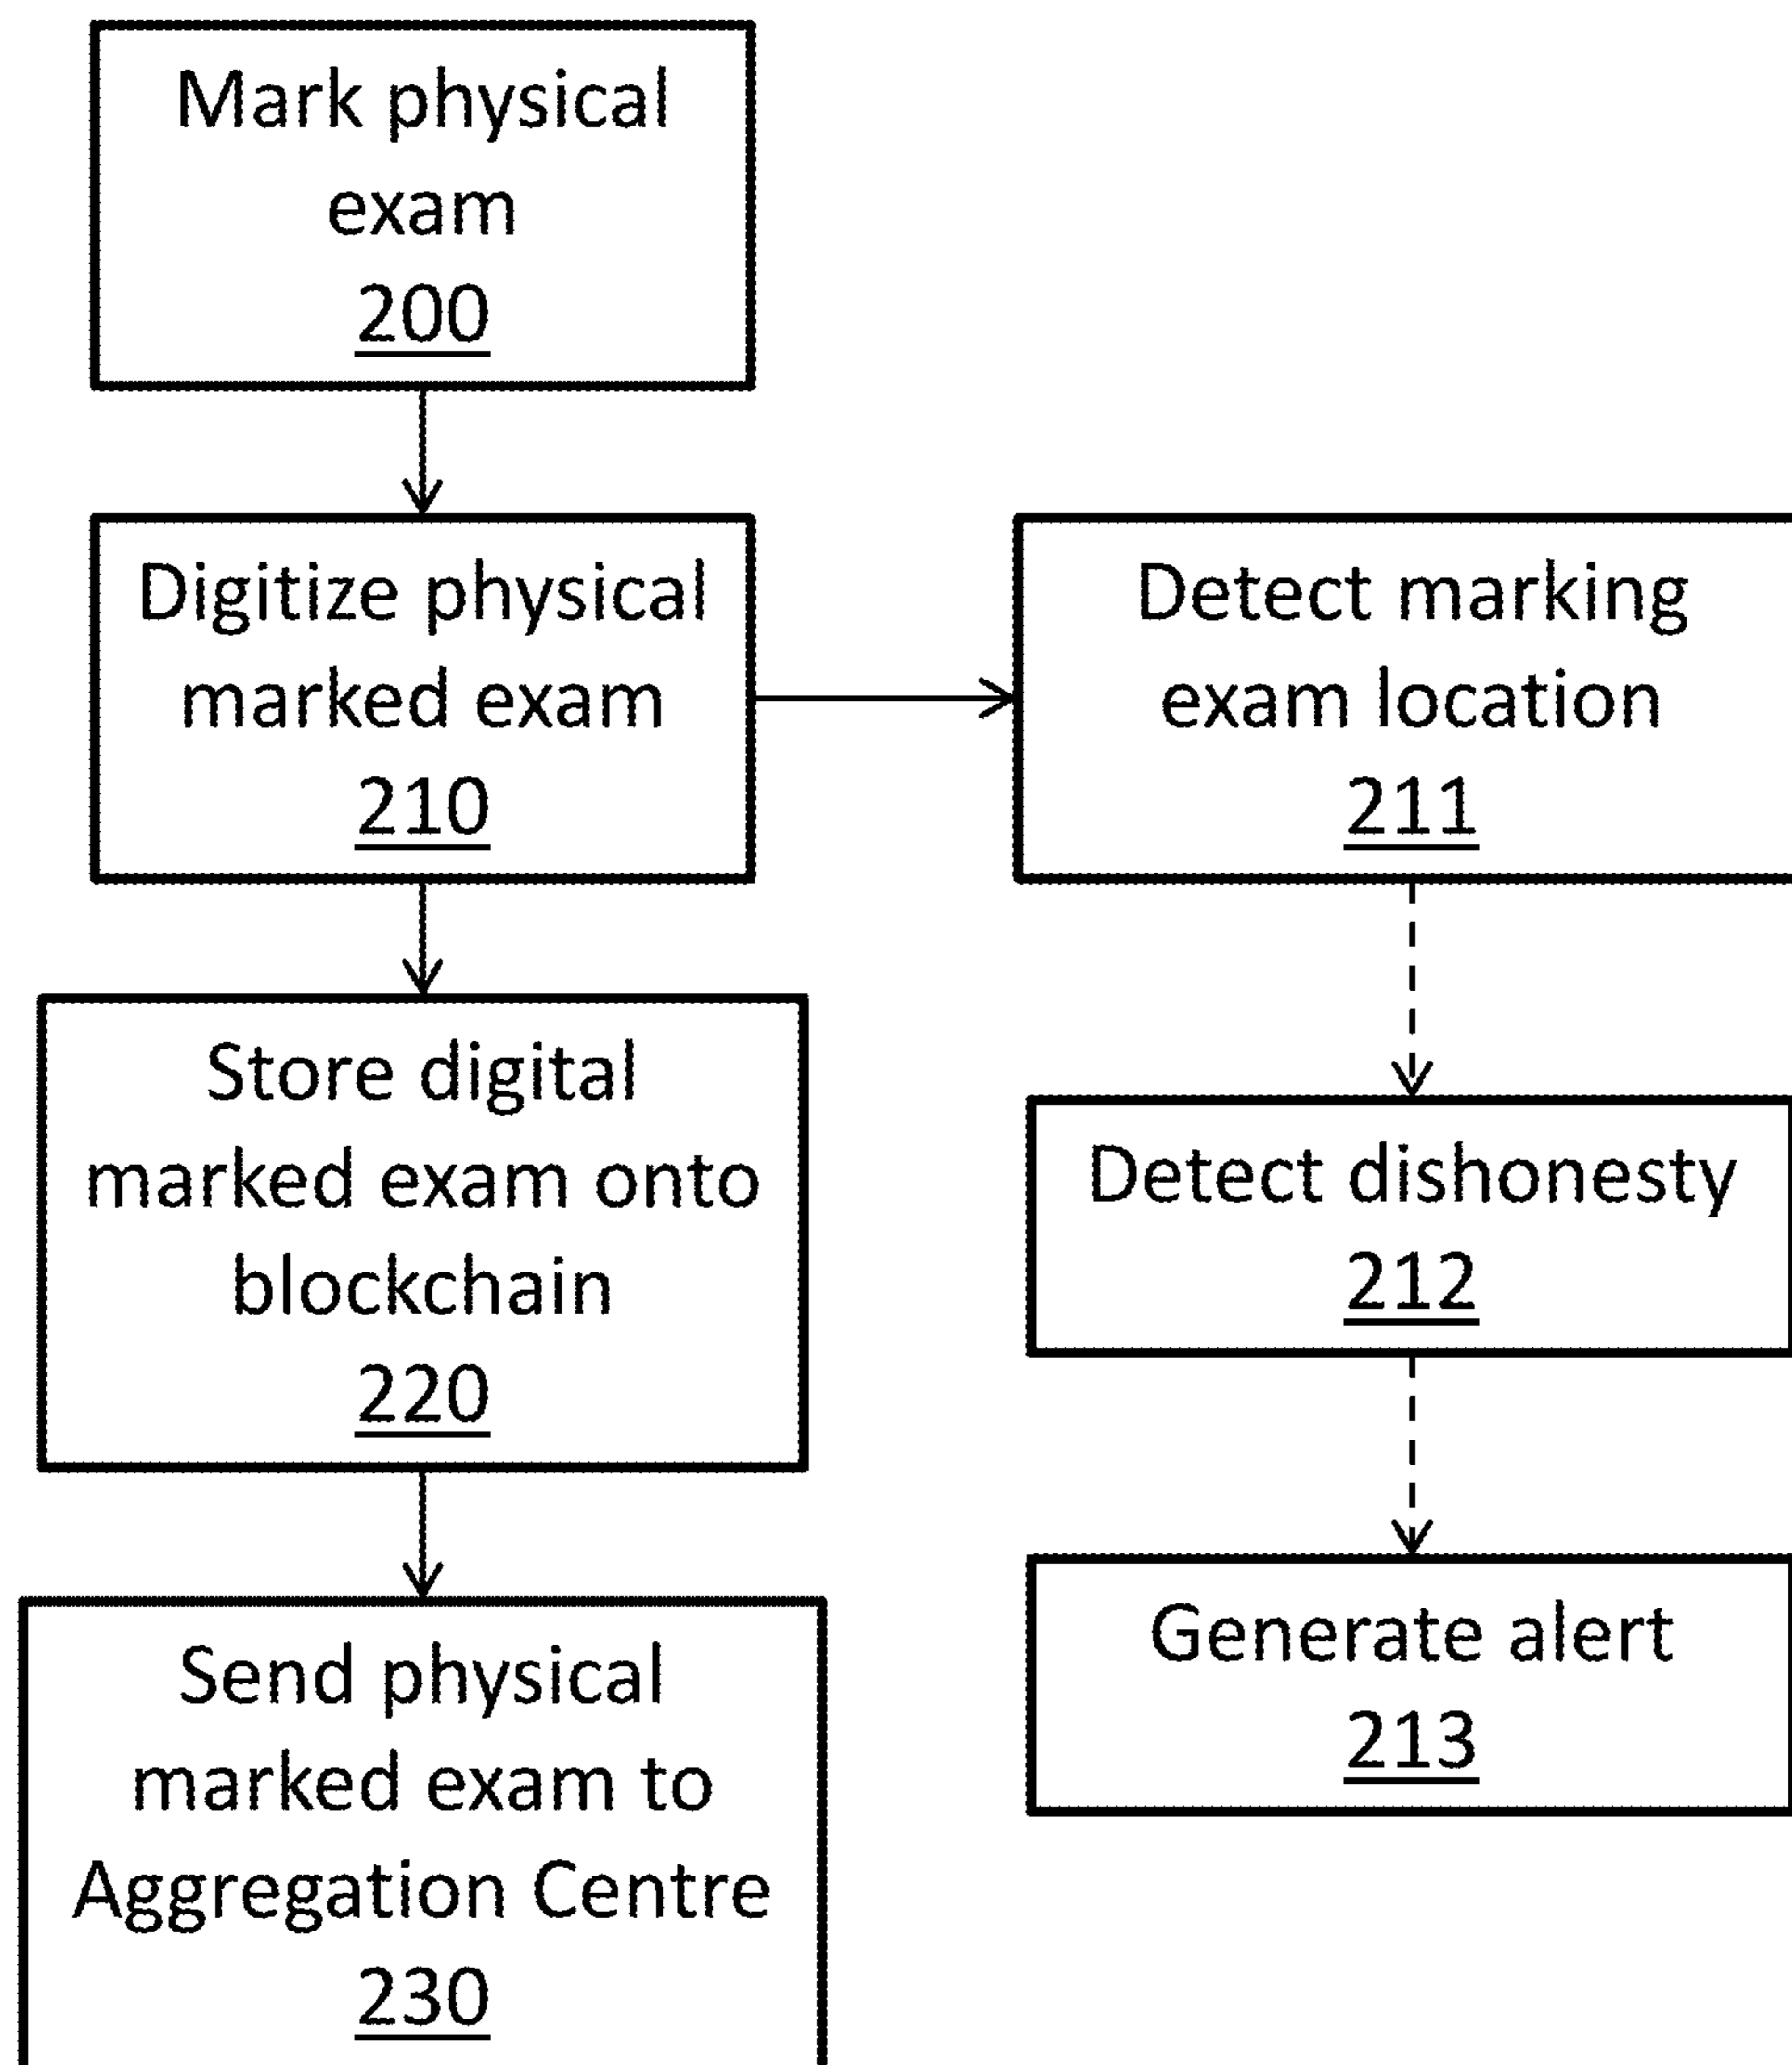 Mark physical
exam
200
Digitize physical
marked exam
210
Detect marking
exam location
211
Store digital
marked exam onto
blockchain
220
Detect dishonesty
212
Send physical
marked exam to
Aggregation Centre
230
Generate alert
213